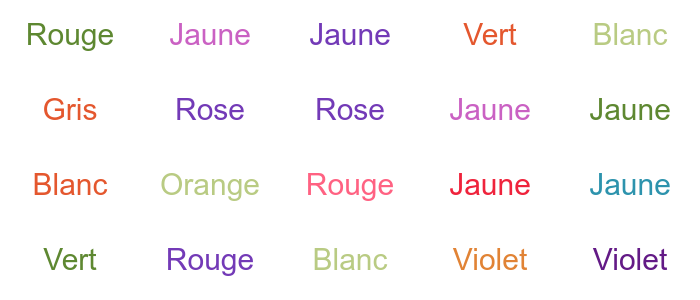 Rouge Jaune Jaune Vert Blanc
Gris Rose Rose Jaune Jaune
Blanc Orange Rouge Jaune Jaune
Vert Rouge Blanc Violet Violet